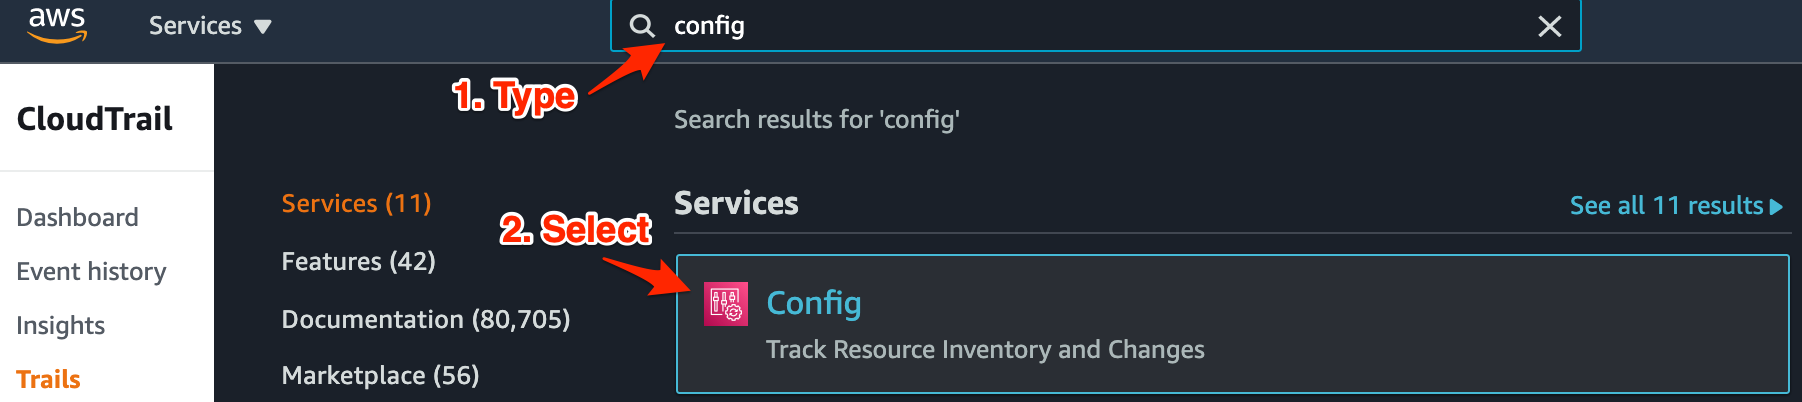 aws
Services
config
1. Type
CloudTrail
Search results for 'config'
Dashboard
Event history
Insights
Trails
Services (11)
Features (42)
Documentation (80,705)
Marketplace (56)
2. Select
Services
See all 11 results
Config
Track Resource Inventory and Changes